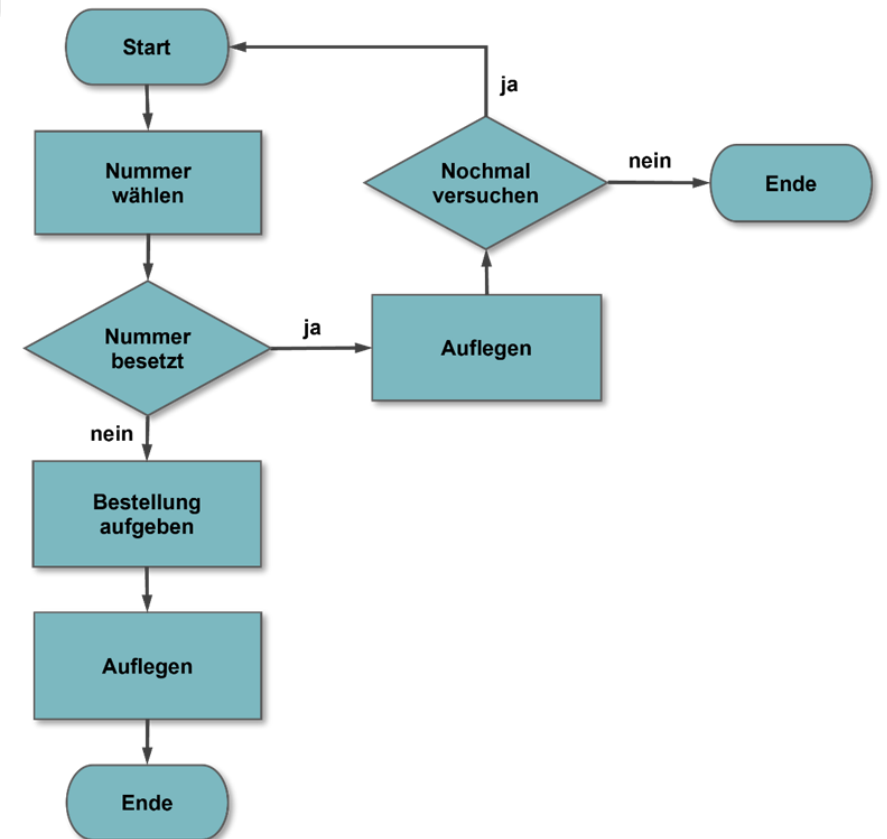 Start
Nummer
wählen
Nummer
besetzt
ja
nein
Auflegen
Nochmal
versuchen
ja
nein
Ende
Bestellung
aufgeben
Auflegen
Ende